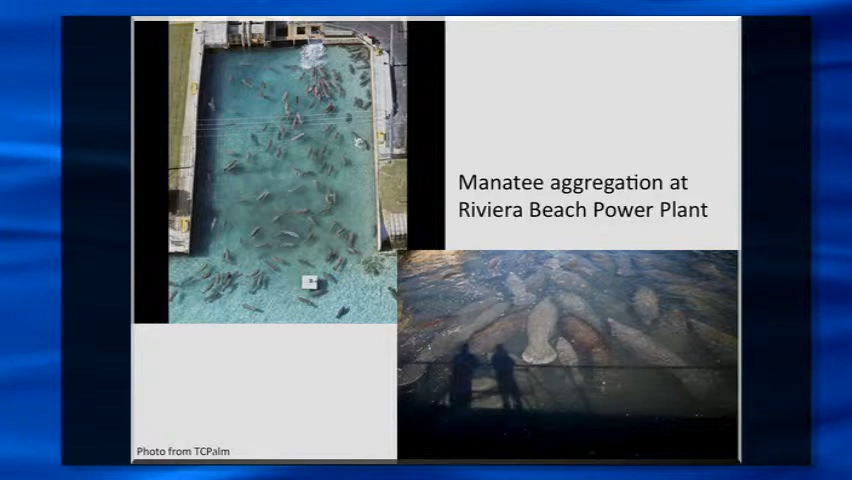 Manatee aggregation at
Riviera Beach Power Plant
Photo from TCPalm